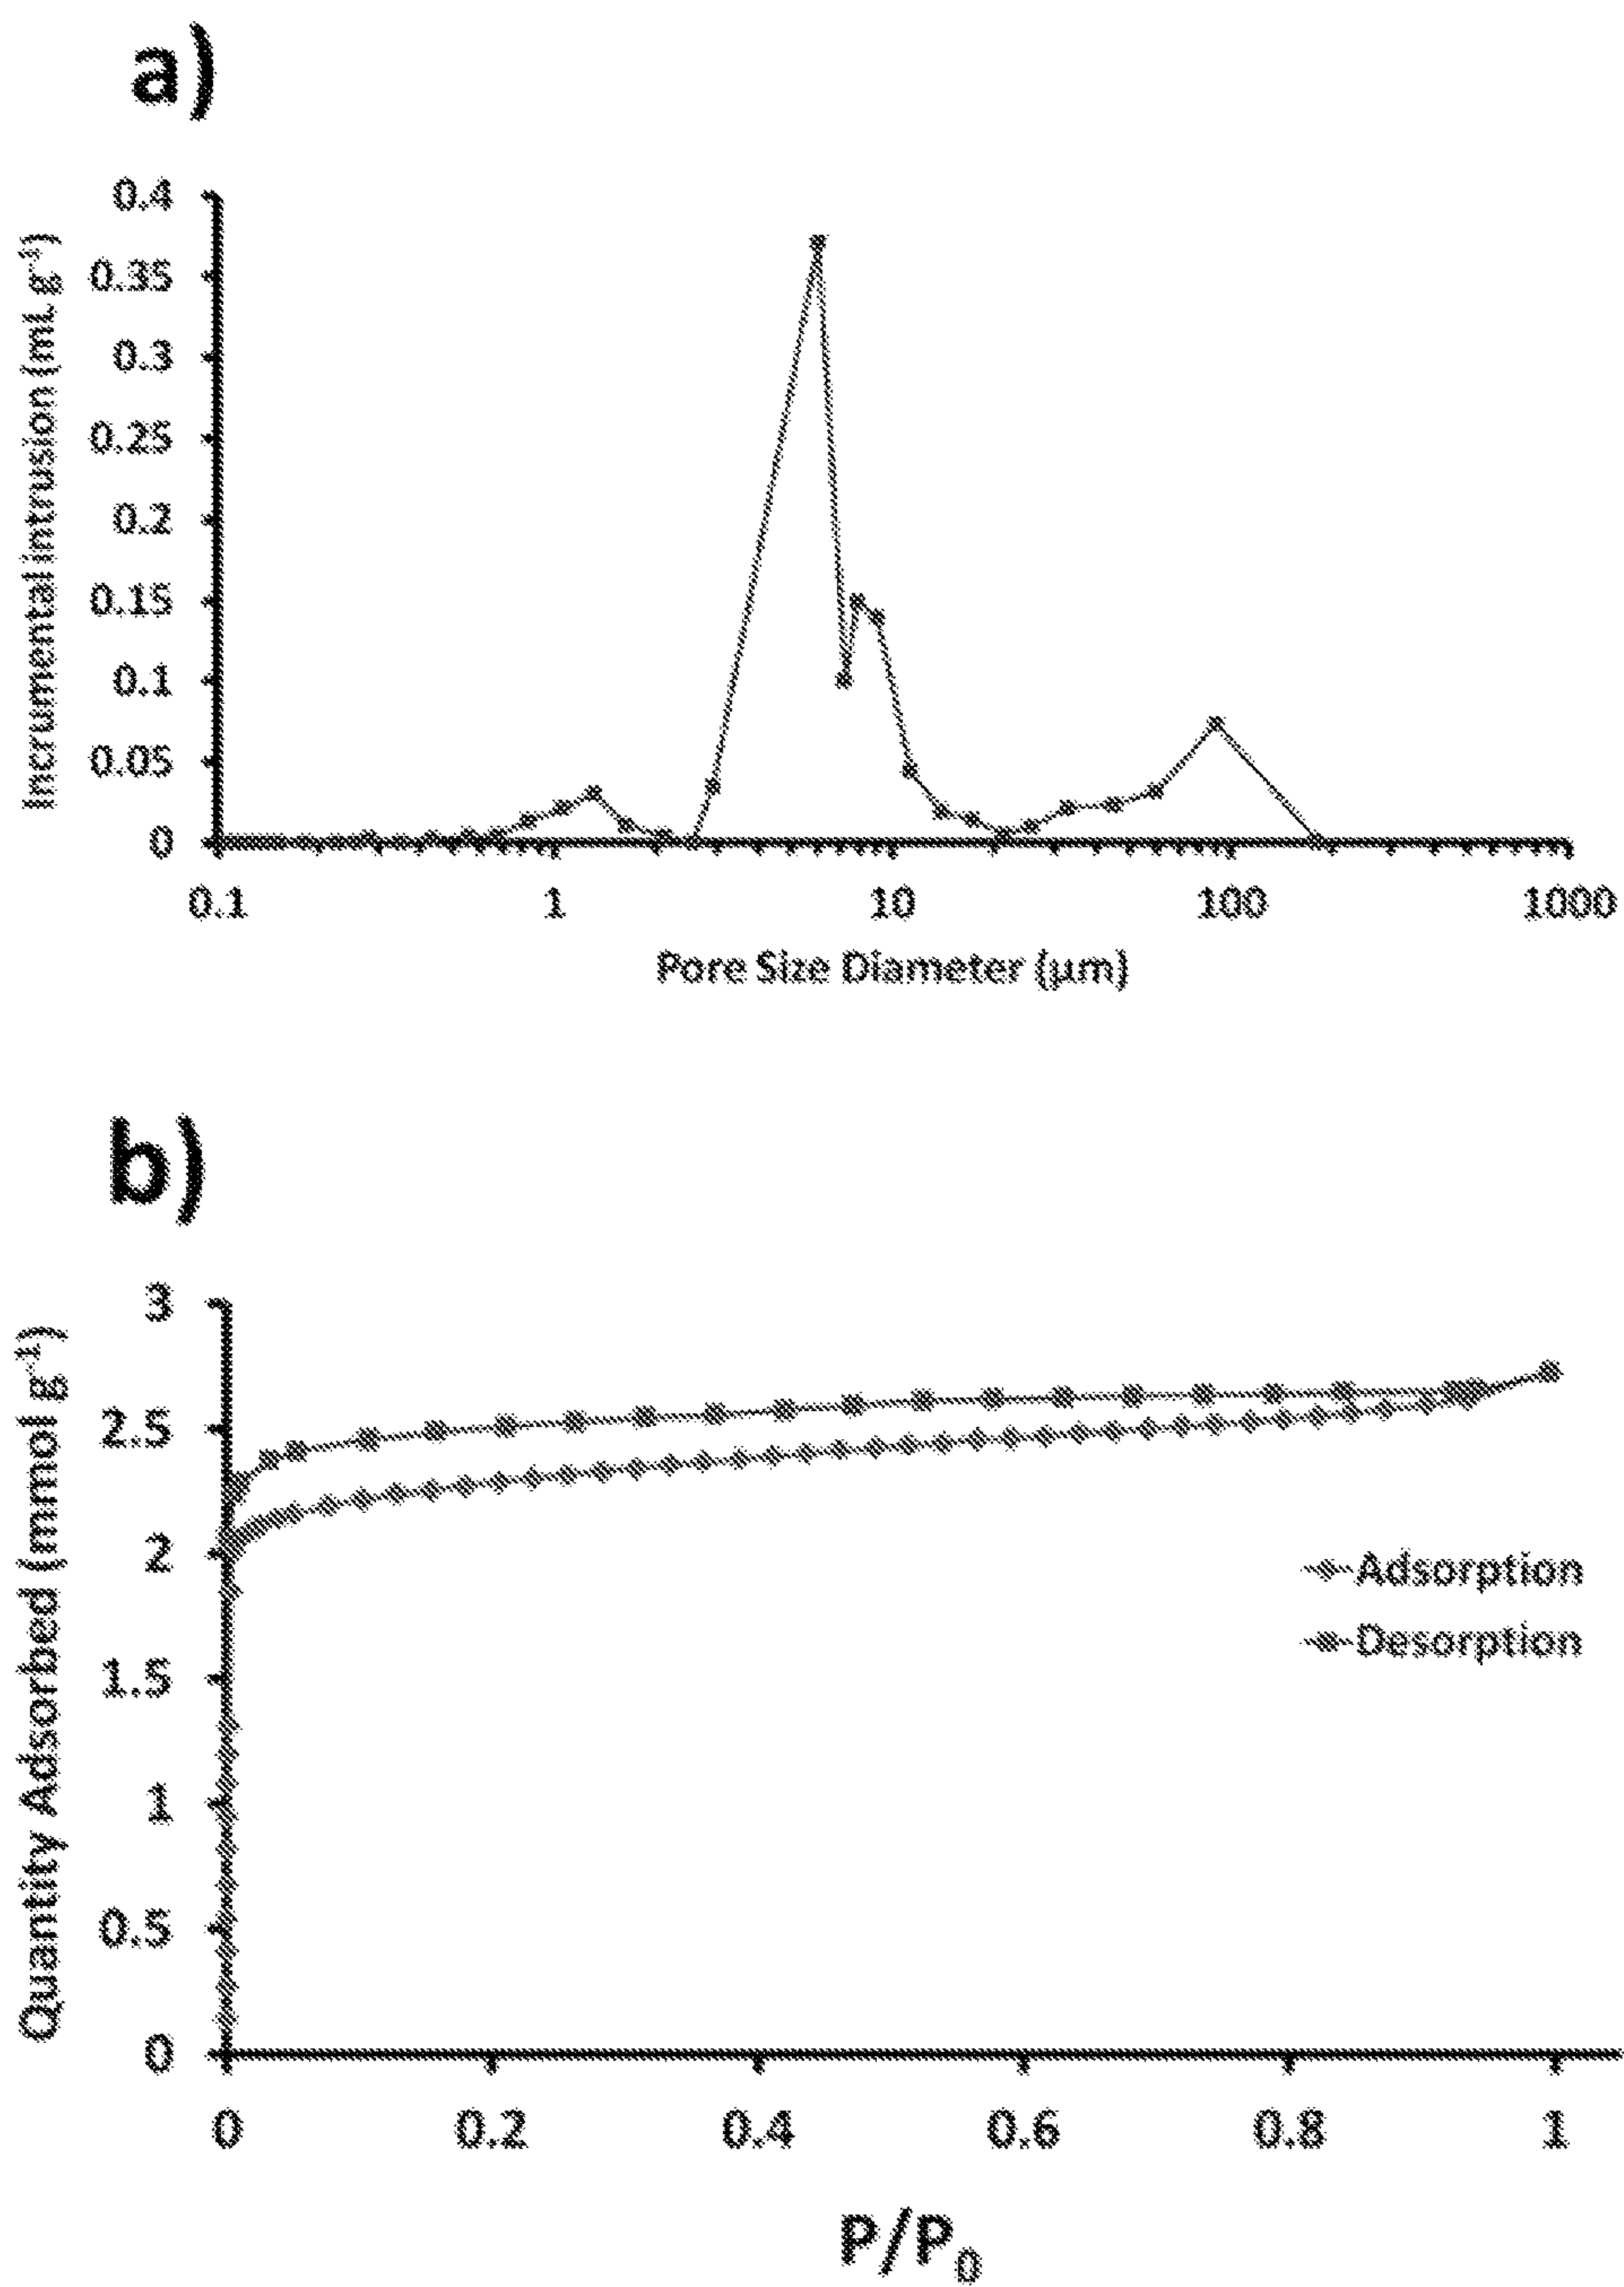 a)
Incrumental intrusion (mL g⁻¹)
0.4
0.35
0.3
0.25
0.2
0.15
0.1
0.05
0
0.1 1 10 100 1000
Pore Size Diameter (μm)
b)
Quantity Adsorbed (mmol g⁻¹)
3
2.5
2
1.5
1
0.5
0
Adsorption
Desorption
0 0.2 0.4 0.6 0.8 1
P/P₀